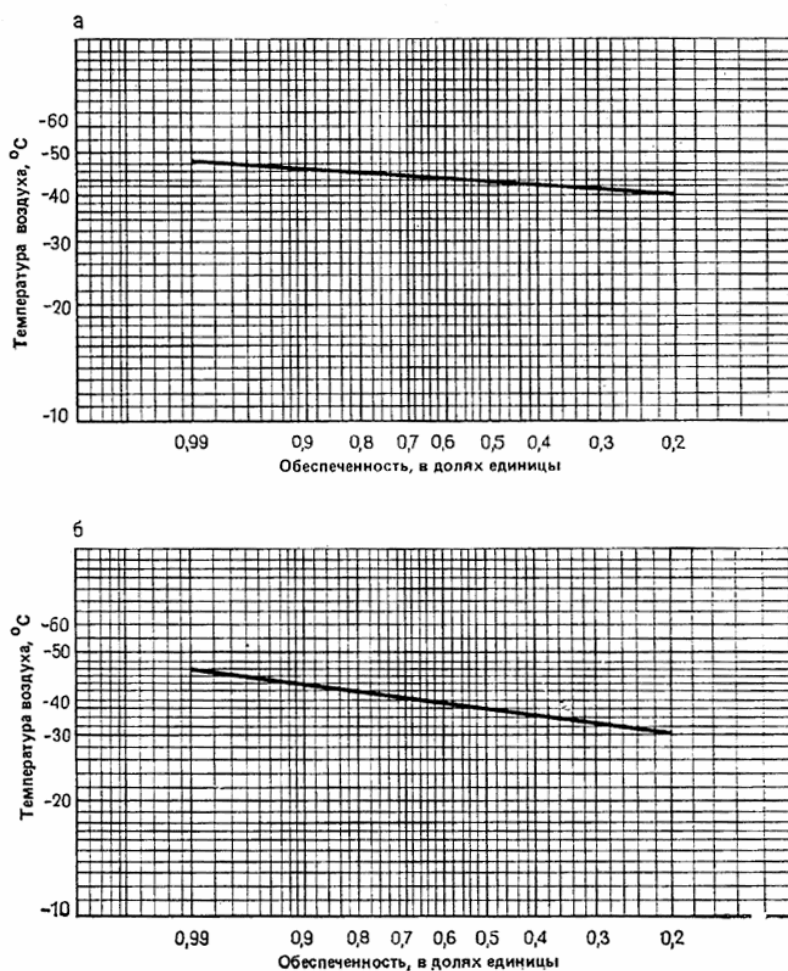 а
Температура воздуха, °С
-60
-50
-40
-30
-20
-10
0,99 0,9 0,8 0,7 0,6 0,5 0,4 0,3 0,2
Обеспеченность, в долях единицы
б
Температура воздуха, °С
-60
-50
-40
-30
-20
-10
0,99 0,9 0,8 0,7 0,6 0,5 0,4 0,3 0,2
Обеспеченность, в долях единицы